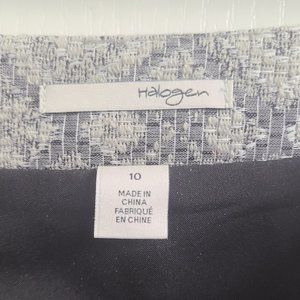 Halogen
10
MADE IN
CHINA
FABRIQUÉ
EN CHINE